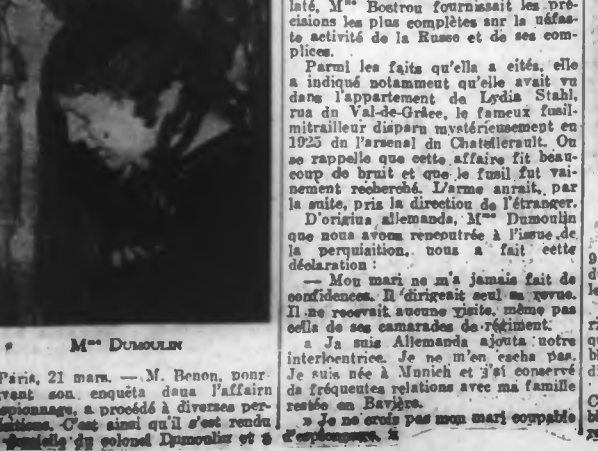 Mme DUMOULIN
Paris, 21 mars. — M. Benon, pour-
vant son enquête dans l'affaire
espionnage, a procédé à diverses per-
C'est ainsi qu'il s'est rendu
du colonel Dumoulin et à
laté, Mme Bostrou fournissait les pré-
cisions les plus complètes sur la néfas-
te activité de la Russe et de ses com-
plices.
Parmi les faits qu'elle a cités, elle
a indiqué notamment qu'elle avait vu
dans l'appartement de Lydia Stahl,
rue du Val-de-Grâce, le fameux fusil-
mitrailleur disparu mystérieusement en
1925 de l'arsenal du Chatellerault. On
se rappelle que cette affaire fit beau-
coup de bruit et que le fusil fut vai-
nement recherché. L'arme aurait, par
la suite, pris la direction de l'étranger.
D'origine allemande, Mme Dumoulin
que nous avons rencontrée à l'issue de
la perquisition, nous a fait cette
déclaration :
— Mon mari ne m'a jamais fait de
confidences. Il dirigeait seul sa revue.
Il ne recevait aucune visite, même pas
celle de ses camarades de régiment.
« Je suis Allemande ajouta notre
interlocutrice. Je ne m'en cache pas.
Je suis née à Munich et j'ai conservé
de fréquentes relations avec ma famille
restée en Bavière.
» Je ne crois pas mon mari coupable
d'espionnage. »